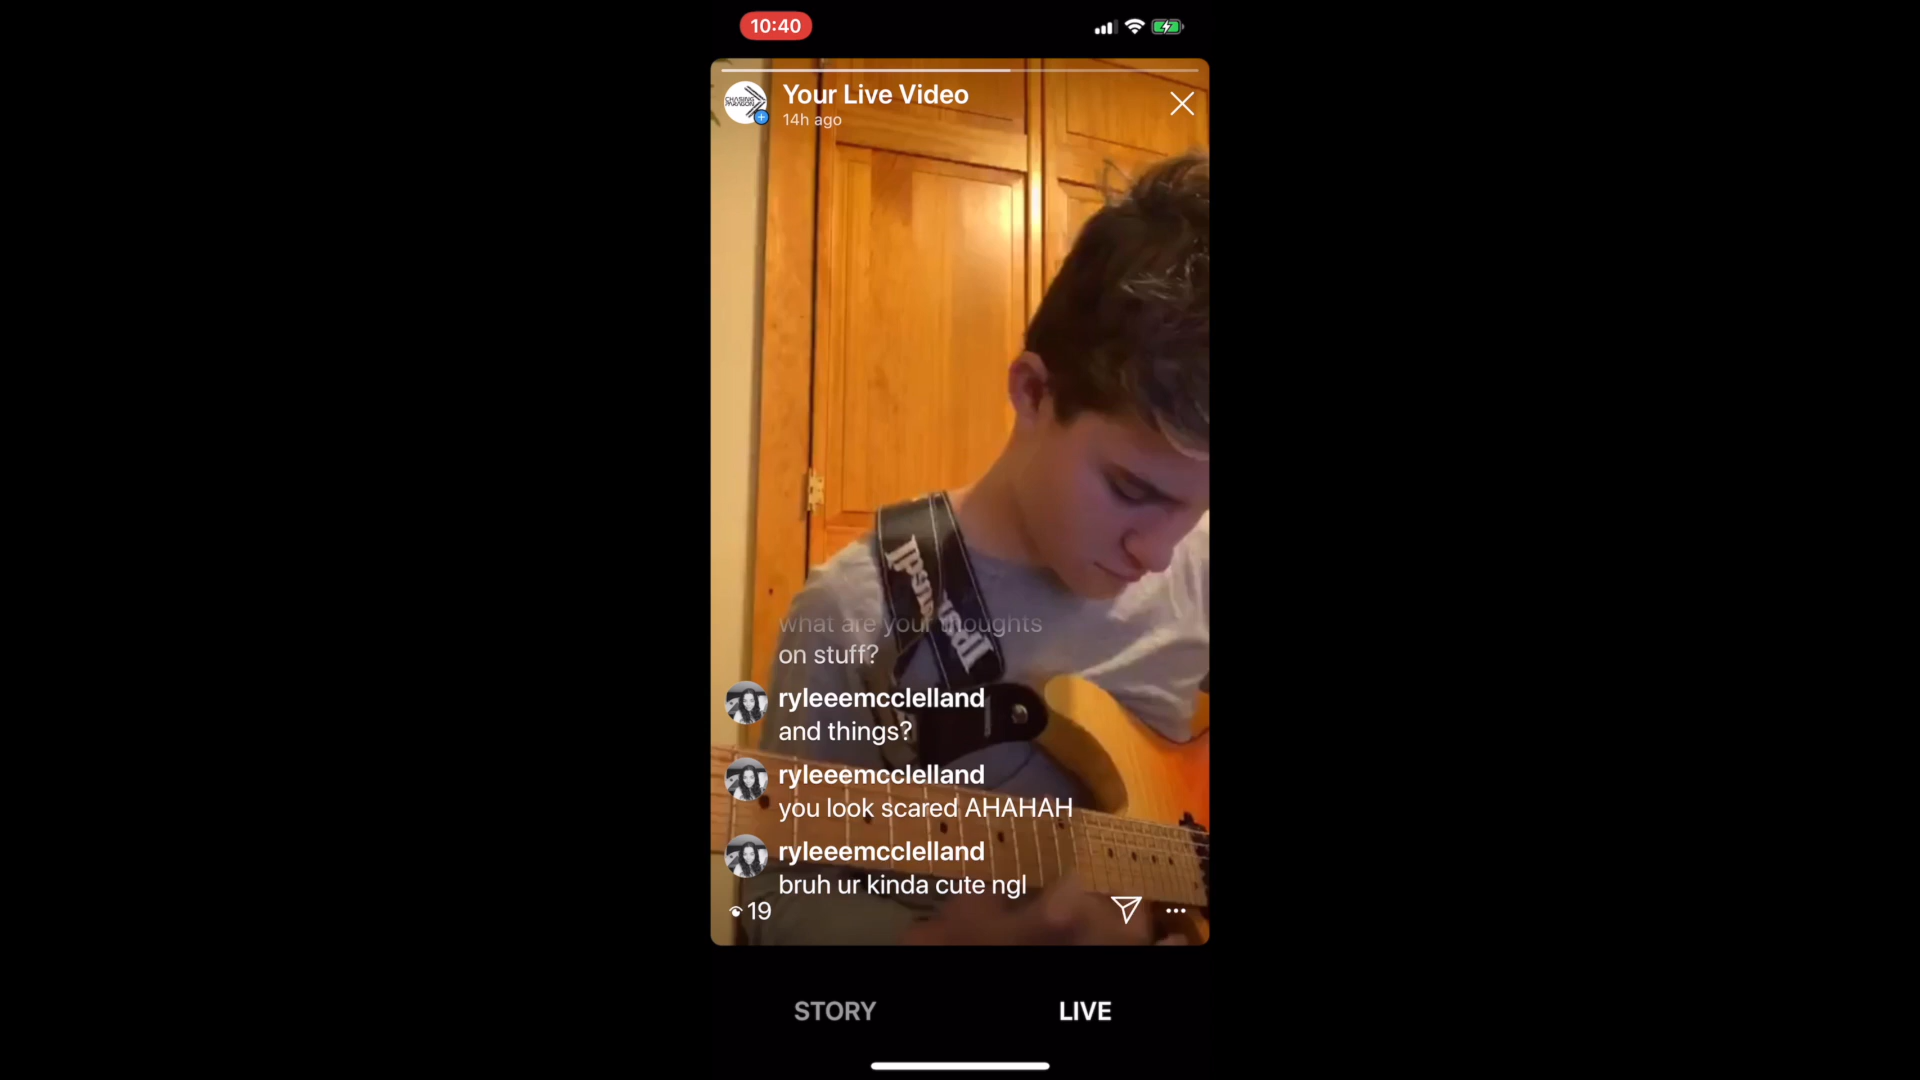 10:40
Your Live Video
14h ago
what are your thoughts
on stuff?
ryleeemcclelland
and things?
ryleeemcclelland
you look scared AHAHAH
ryleeemcclelland
bruh ur kinda cute ngl
19
STORY
LIVE